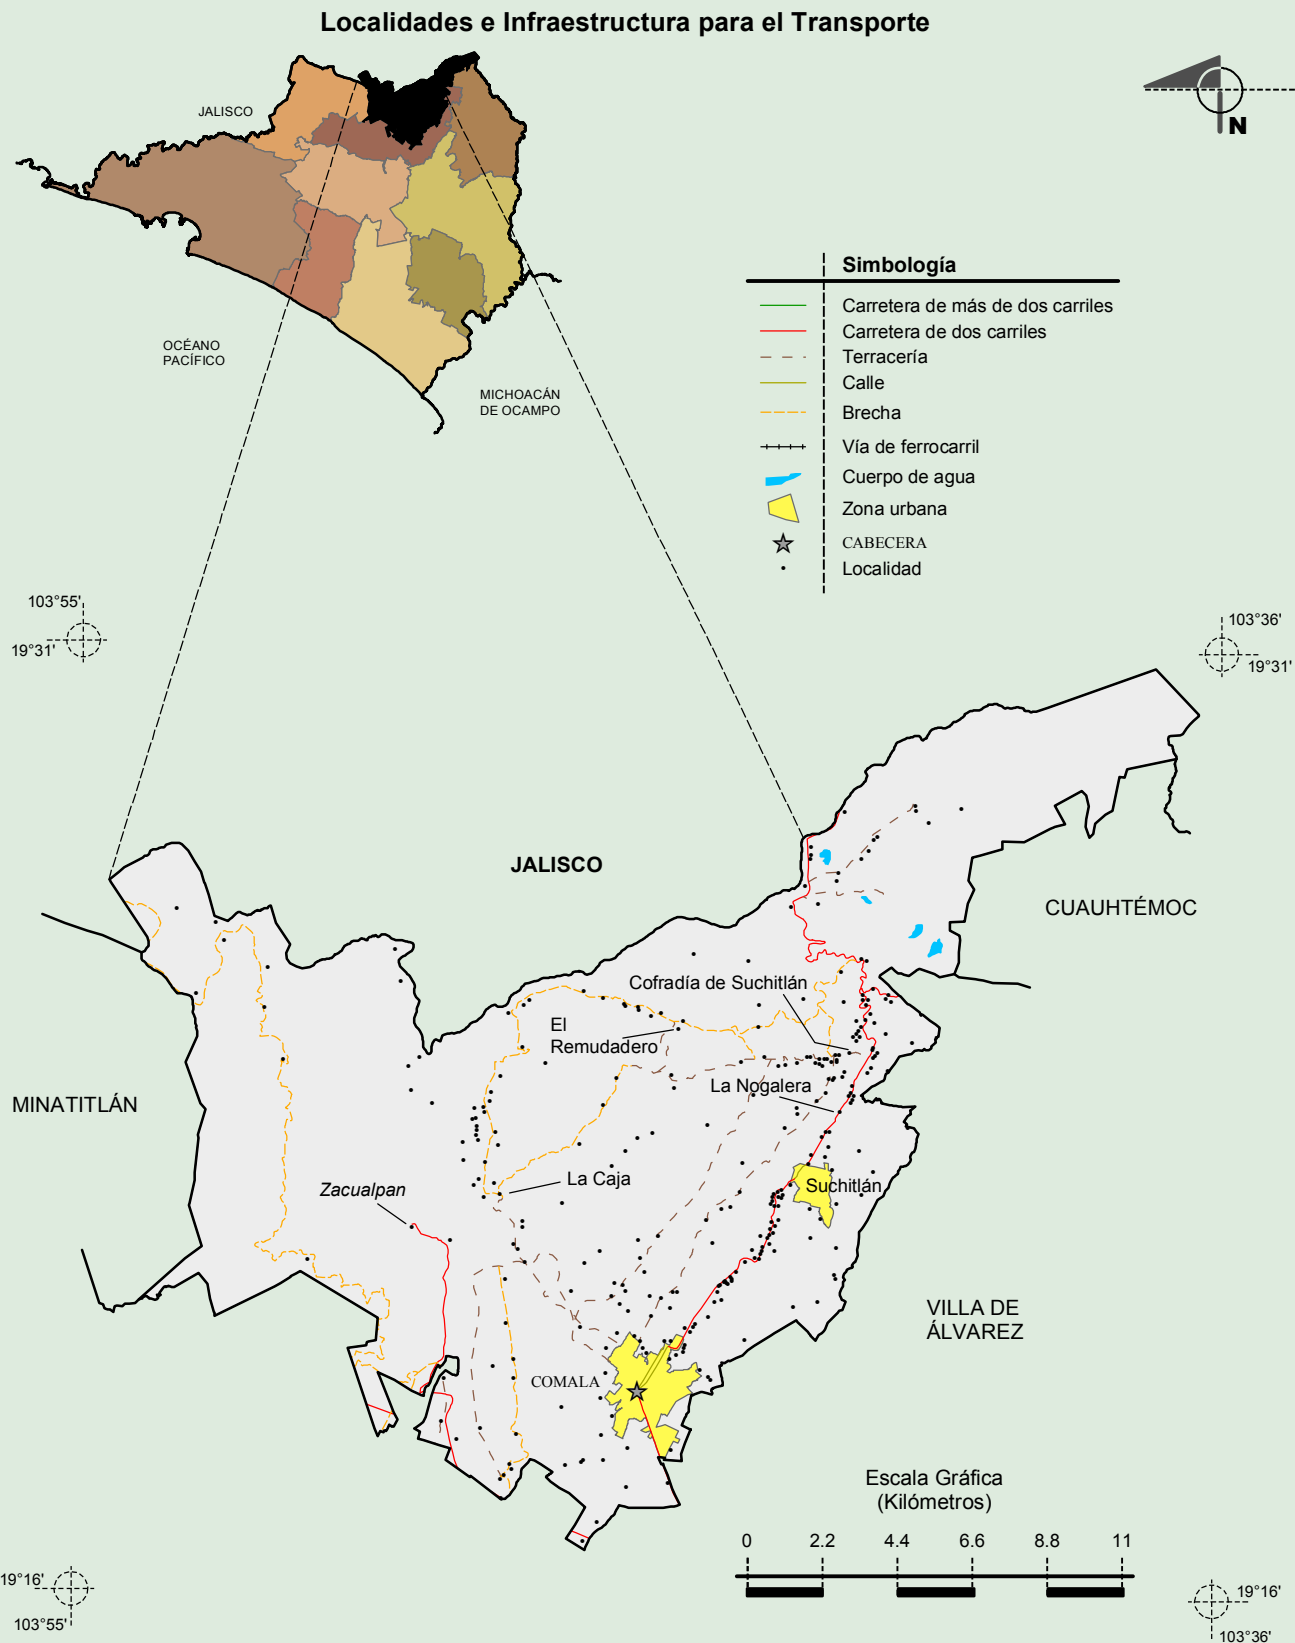 Localidades e Infraestructura para el Transporte
JALISCO
N
OCÉANO
PACÍFICO
MICHOACÁN
DE OCAMPO
Simbología
Carretera de más de dos carriles
Carretera de dos carriles
Terracería
Calle
Brecha
Vía de ferrocarril
Cuerpo de agua
Zona urbana
CABECERA
Localidad
103°55'
19°31'
103°36'
19°31'
JALISCO
CUAUHTÉMOC
Cofradía de Suchitlán
El
Remudadero
La Nogalera
MINATITLÁN
La Caja
Suchitlán
Zacualpan
VILLA DE
ÁLVAREZ
COMALA
Escala Gráfica
(Kilómetros)
0 2.2 4.4 6.6 8.8 11
19°16'
103°55'
19°16'
103°36'